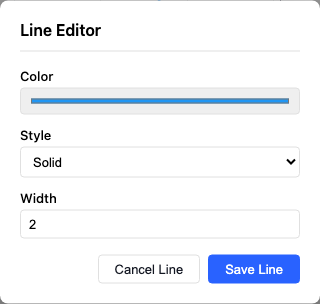 Line Editor
Color
Style
Solid
Width
2
Cancel Line
Save Line